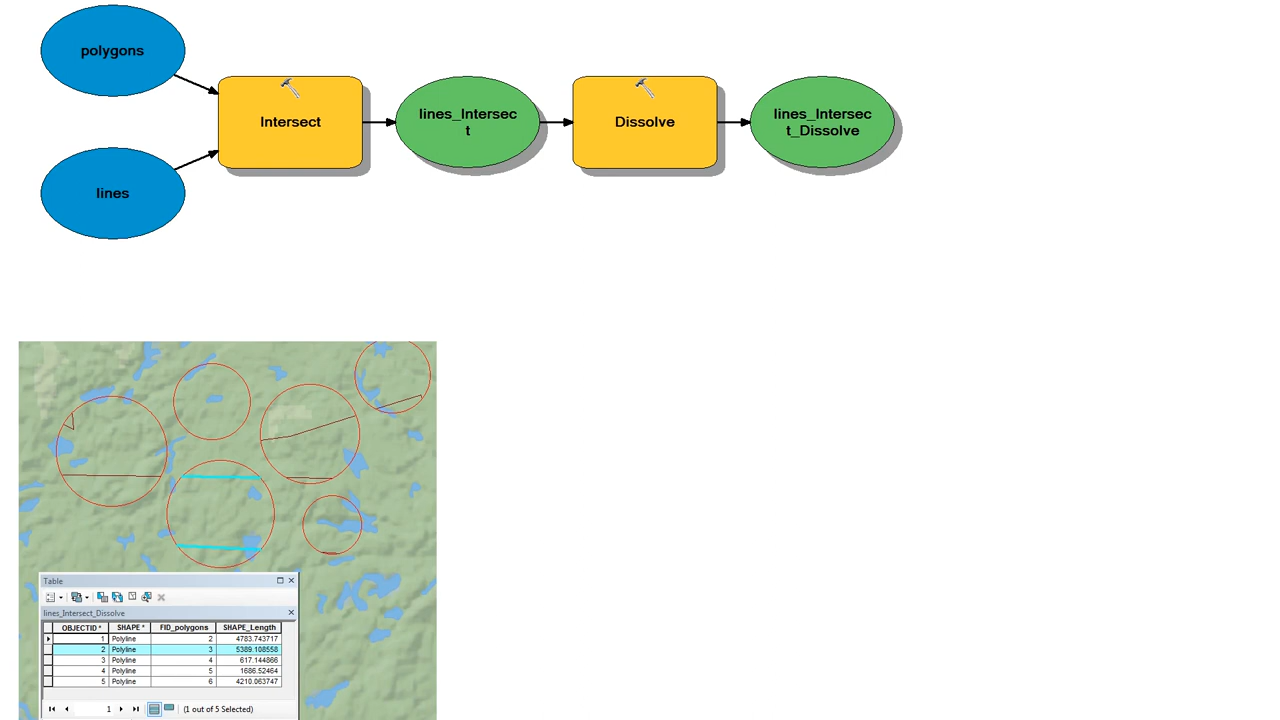 polygons
Intersect
lines_Intersec
t
Dissolve
lines_Intersec
t_Dissolve
lines
Table
lines_Intersect_Dissolve
OBJECTID * SHAPE * FID_polygons SHAPE_Length
1 Polyline 2 4783.743717
2 Polyline 3 5389.108558
3 Polyline 4 617.144866
4 Polyline 5 1686.52464
5 Polyline 6 4210.063747
1 (1 out of 5 Selected)